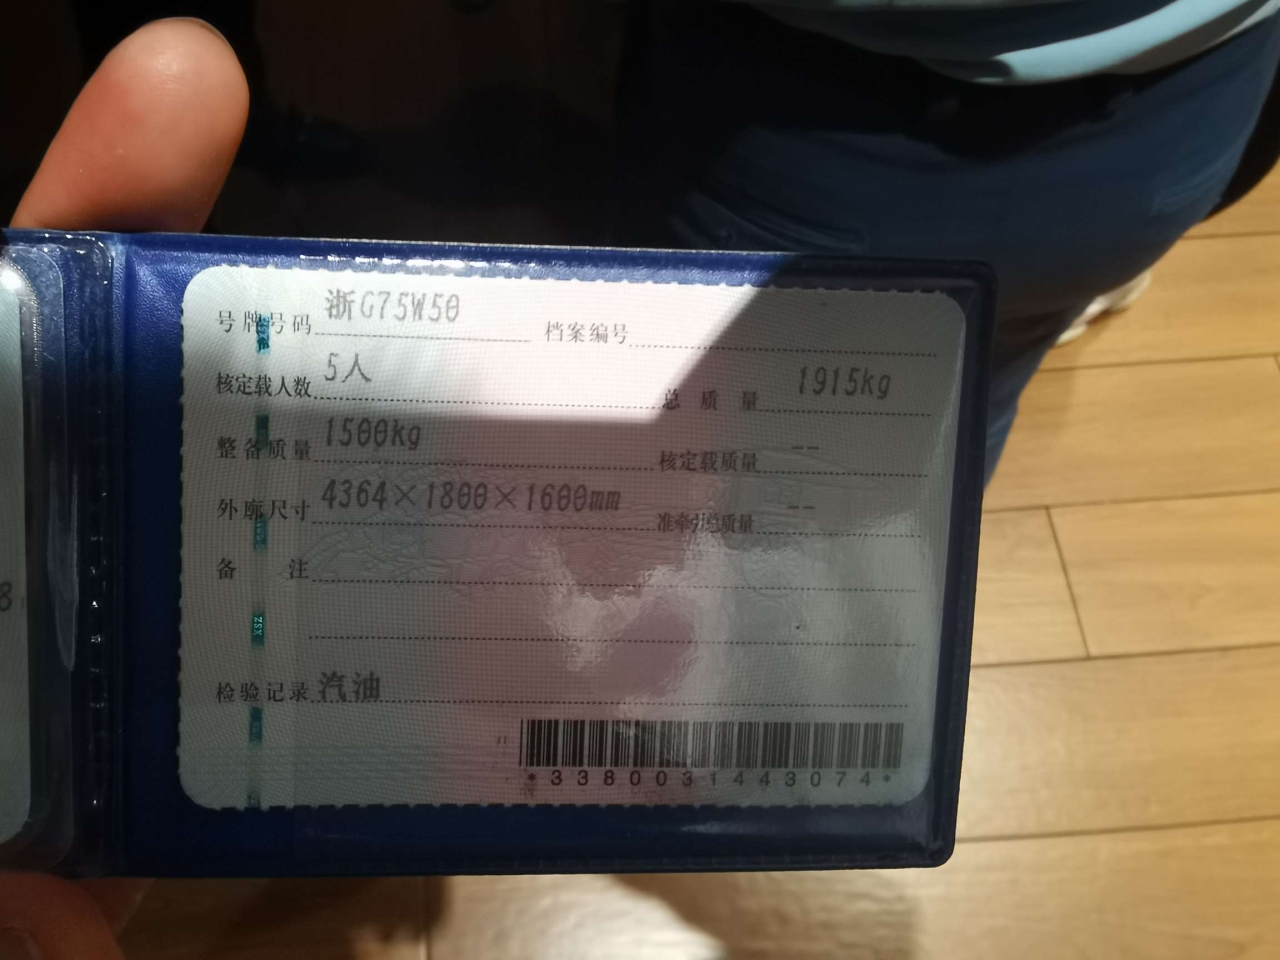 号牌号码 浙G75W50 档案编号
核定载人数 5人 总质量 1915kg
整备质量 1500kg 核定载质量 --
外廓尺寸 4364×1800×1600mm 准牵引总质量 --
备注
检验记录 汽油
*3380031443074*
XSZ
8